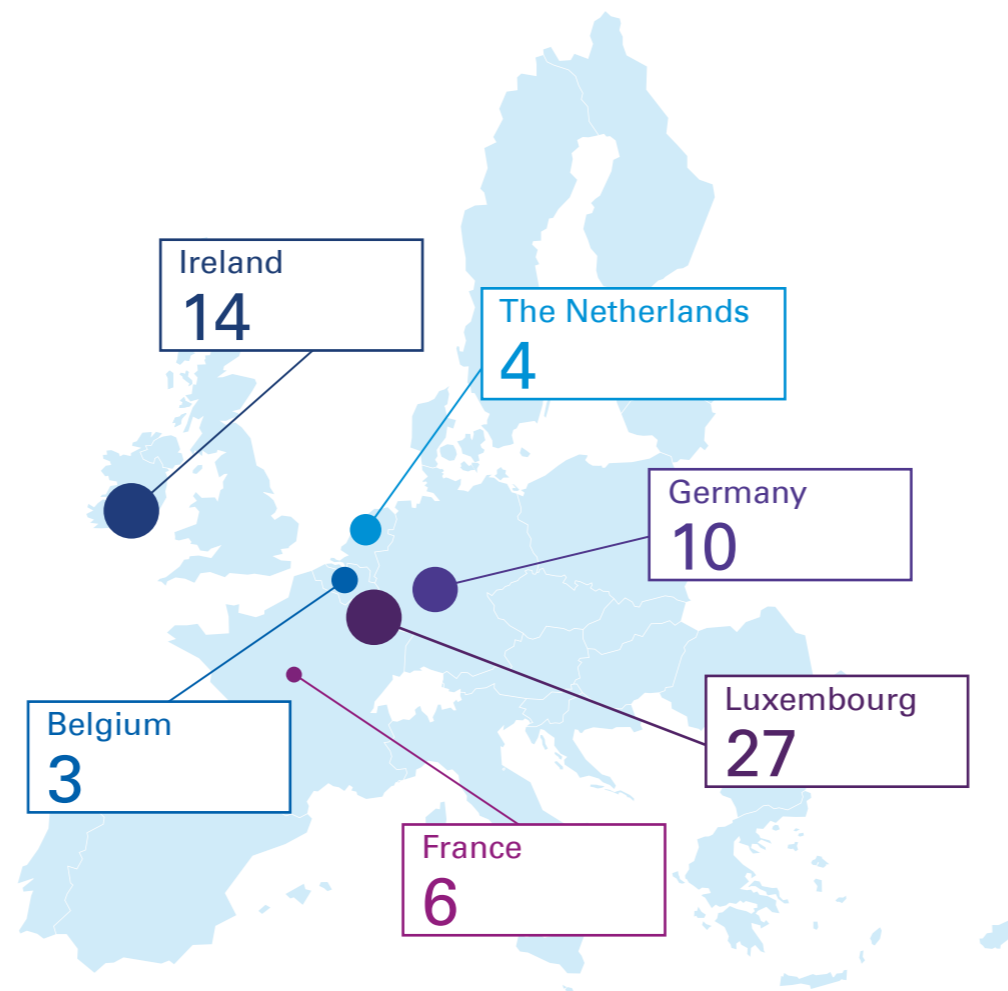 Ireland
14
The Netherlands
4
Germany
10
Luxembourg
27
Belgium
3
France
6